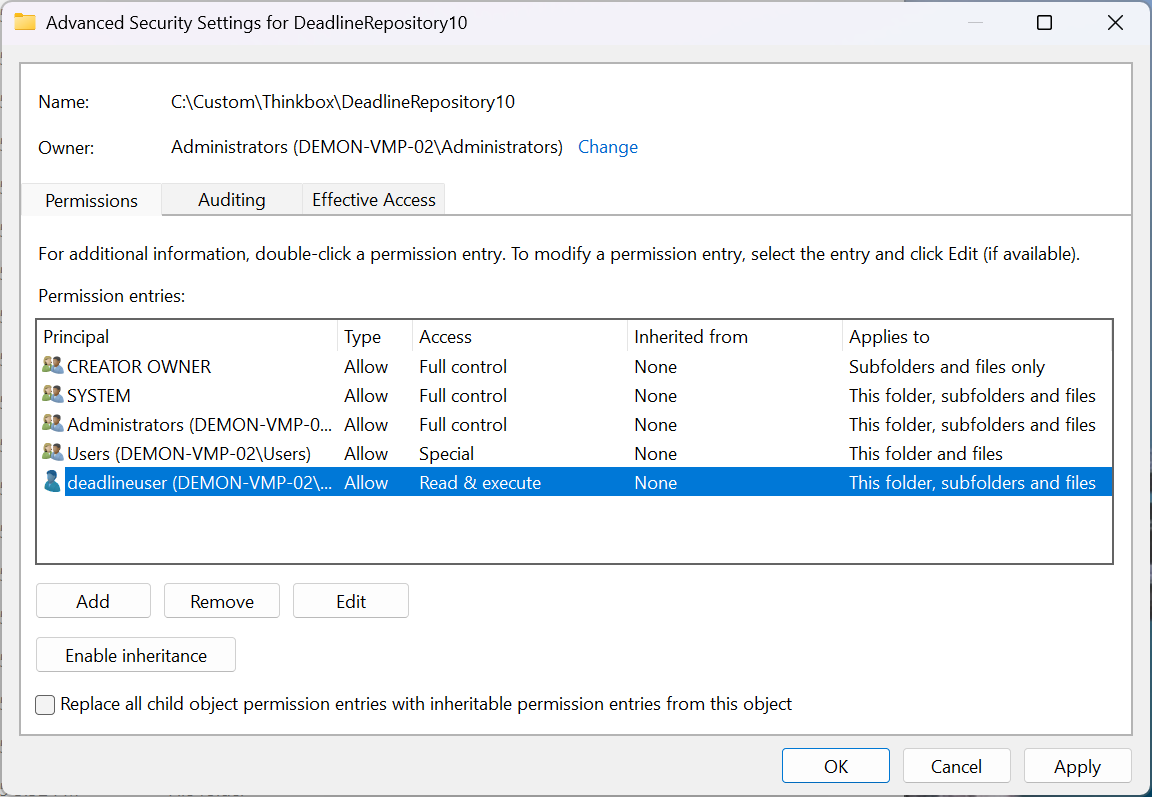 Advanced Security Settings for DeadlineRepository10
Name: C:\Custom\Thinkbox\DeadlineRepository10
Owner: Administrators (DEMON-VMP-02\Administrators) Change
Permissions Auditing Effective Access
For additional information, double-click a permission entry. To modify a permission entry, select the entry and click Edit (if available).
Permission entries:
Principal Type Access Inherited from Applies to
CREATOR OWNER Allow Full control None Subfolders and files only
SYSTEM Allow Full control None This folder, subfolders and files
Administrators (DEMON-VMP-0... Allow Full control None This folder, subfolders and files
Users (DEMON-VMP-02\Users) Allow Special None This folder and files
deadlineuser (DEMON-VMP-02\... Allow Read & execute None This folder, subfolders and files
Add Remove Edit
Enable inheritance
Replace all child object permission entries with inheritable permission entries from this object
OK Cancel Apply